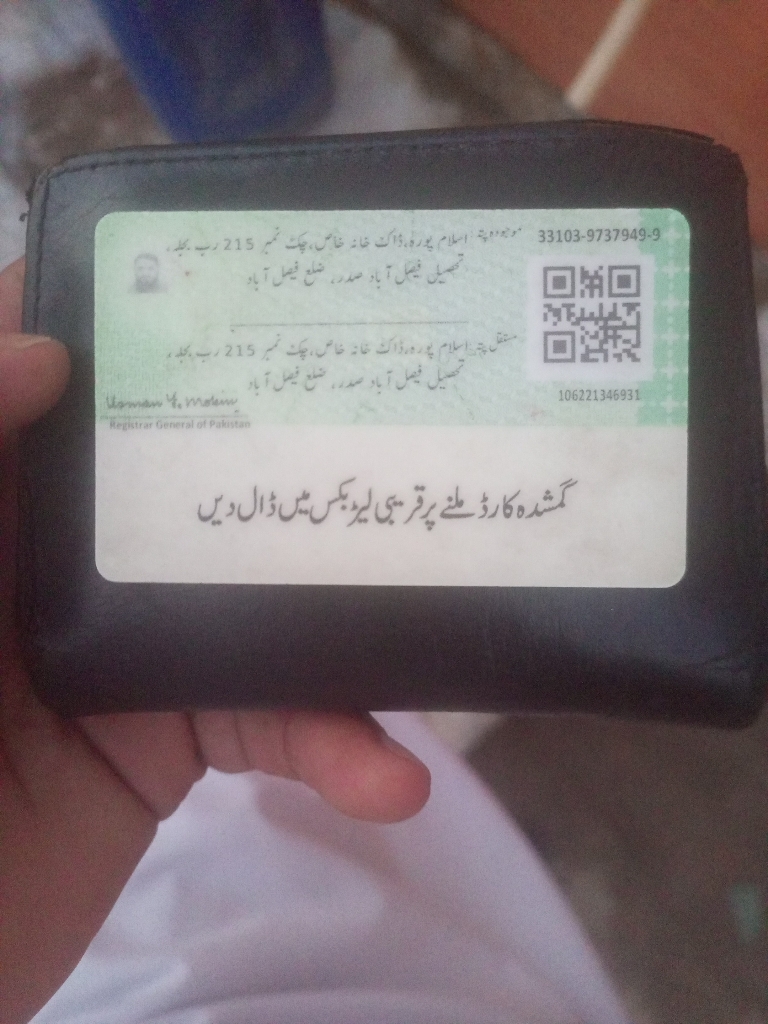 موجودہ پتہ: اسلام پورہ، ڈاک خانہ خاص، چک نمبر 215 رب بجلہ،
تحصیل فیصل آباد صدر، ضلع فیصل آباد
33103-9737949-9
مستقل پتہ: اسلام پورہ، ڈاک خانہ خاص، چک نمبر 215 رب بجلہ،
تحصیل فیصل آباد صدر، ضلع فیصل آباد
106221346931
Usman Y. Mobin
Registrar General of Pakistan
گمشدہ کارڈ ملنے پر قریبی لیٹر بکس میں ڈال دیں